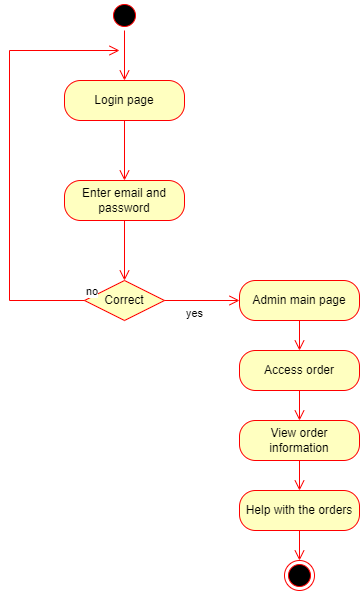 Login page
Enter email and
password
no
Correct
yes
Admin main page
Access order
View order
information
Help with the orders